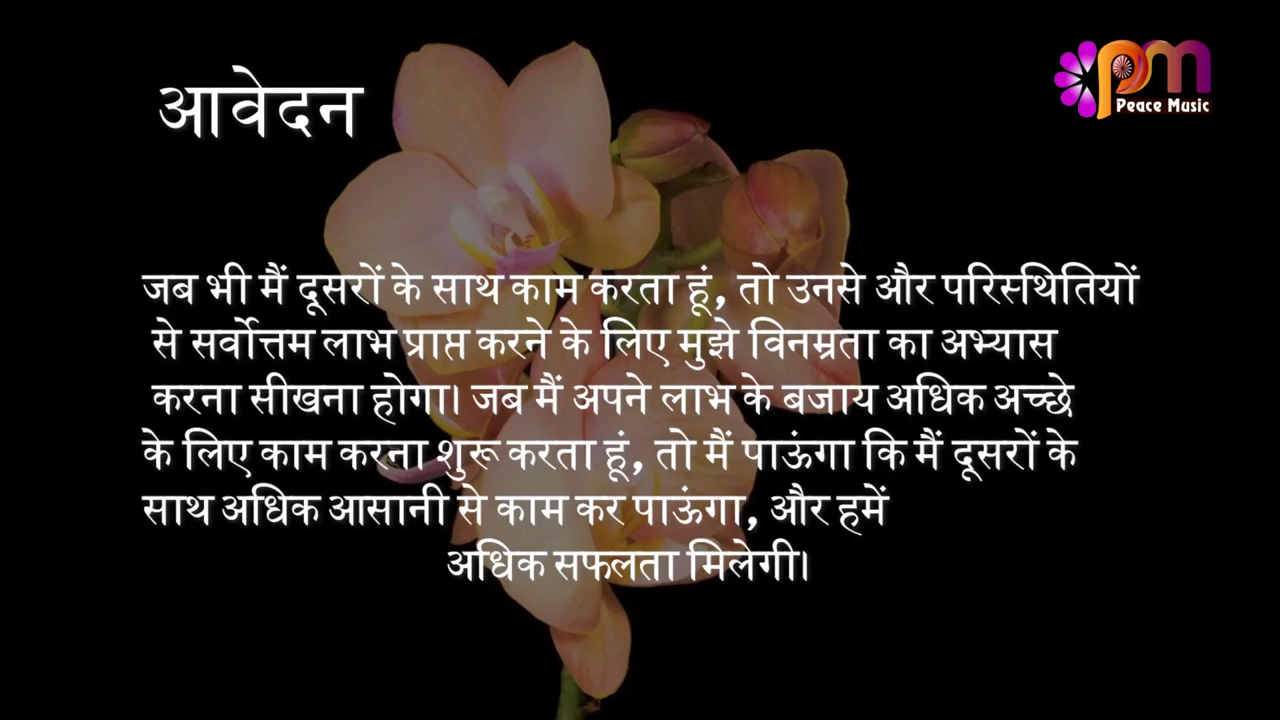 pm
Peace Music
आवेदन
जब भी मैं दूसरों के साथ काम करता हूं, तो उनसे और परिस्थितियों
से सर्वोत्तम लाभ प्राप्त करने के लिए मुझे विनम्रता का अभ्यास
करना सीखना होगा। जब मैं अपने लाभ के बजाय अधिक अच्छे
के लिए काम करना शुरू करता हूं, तो मैं पाऊंगा कि मैं दूसरों के
साथ अधिक आसानी से काम कर पाऊंगा, और हमें
अधिक सफलता मिलेगी।